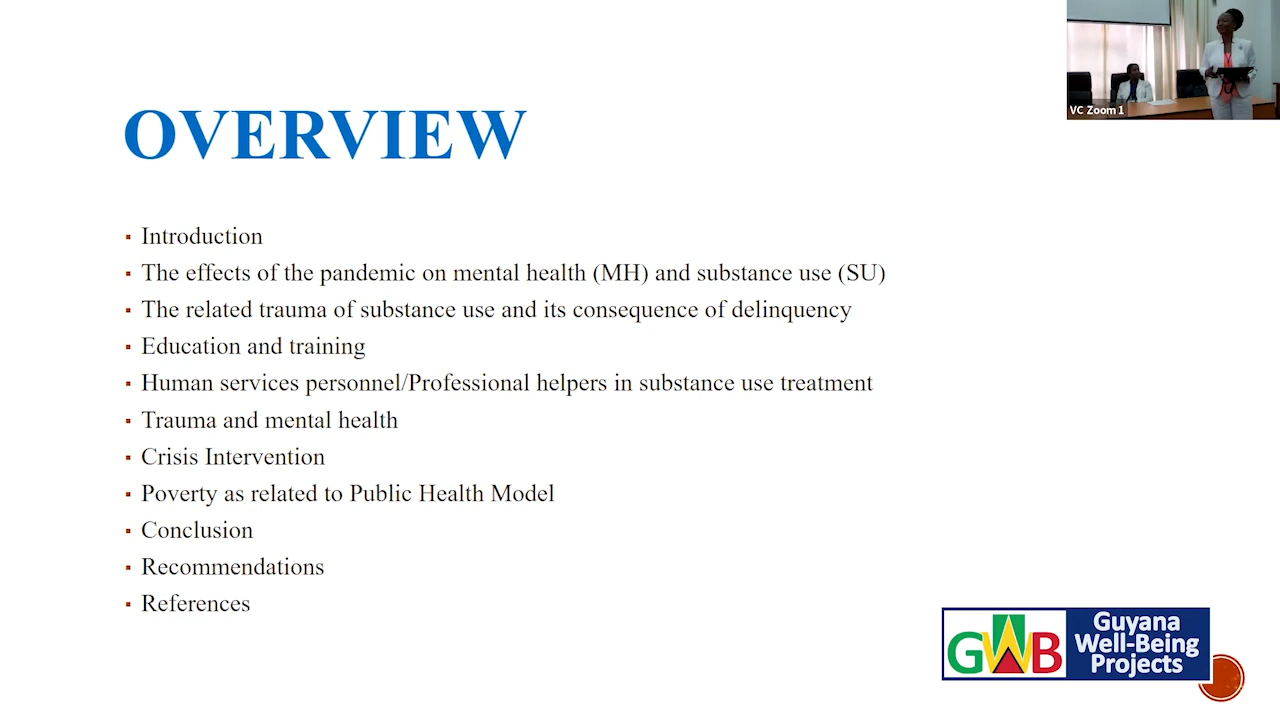 VC Zoom 1
OVERVIEW
Introduction
The effects of the pandemic on mental health (MH) and substance use (SU)
The related trauma of substance use and its consequence of delinquency
Education and training
Human services personnel/Professional helpers in substance use treatment
Trauma and mental health
Crisis Intervention
Poverty as related to Public Health Model
Conclusion
Recommendations
References
GWB
Guyana
Well-Being
Projects